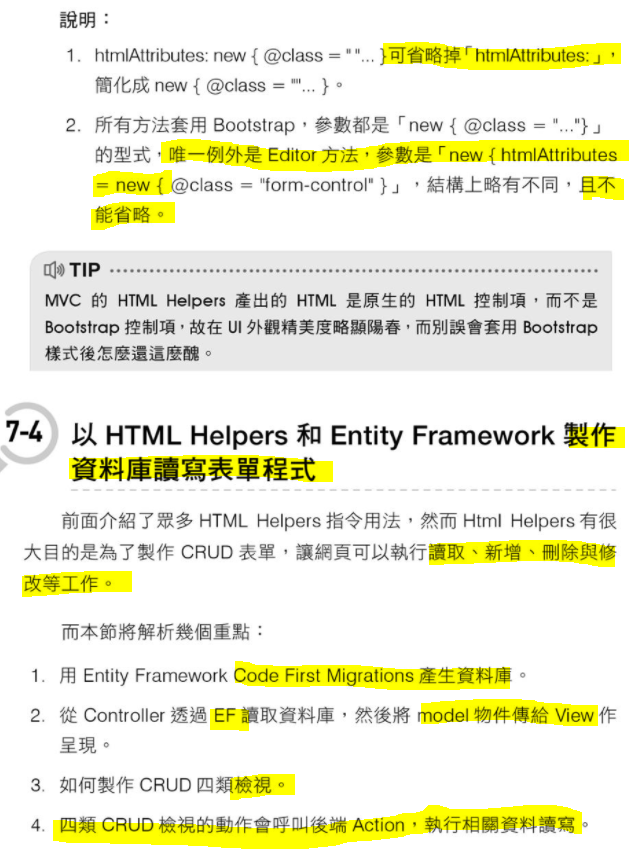 說明：
1. htmlAttributes: new { @class = " "... }可省略掉「htmlAttributes:」，
簡化成 new { @class = ""... }。
2. 所有方法套用 Bootstrap，參數都是「new { @class = "..."}」
的型式，唯一例外是 Editor 方法，參數是「new { htmlAttributes
= new { @class = "form-control" }」，結構上略有不同，且不
能省略。
TIP
MVC 的 HTML Helpers 產出的 HTML 是原生的 HTML 控制項，而不是
Bootstrap 控制項，故在 UI 外觀精美度略顯陽春，而別誤會套用 Bootstrap
樣式後怎麼還這麼醜。
7-4 以 HTML Helpers 和 Entity Framework 製作
資料庫讀寫表單程式
前面介紹了眾多 HTML Helpers 指令用法，然而 Html Helpers 有很
大目的是為了製作 CRUD 表單，讓網頁可以執行讀取、新增、刪除與修
改等工作。
而本節將解析幾個重點：
1. 用 Entity Framework Code First Migrations 產生資料庫。
2. 從 Controller 透過 EF 讀取資料庫，然後將 model 物件傳給 View 作
呈現。
3. 如何製作 CRUD 四類檢視。
4. 四類 CRUD 檢視的動作會呼叫後端 Action，執行相關資料讀寫。